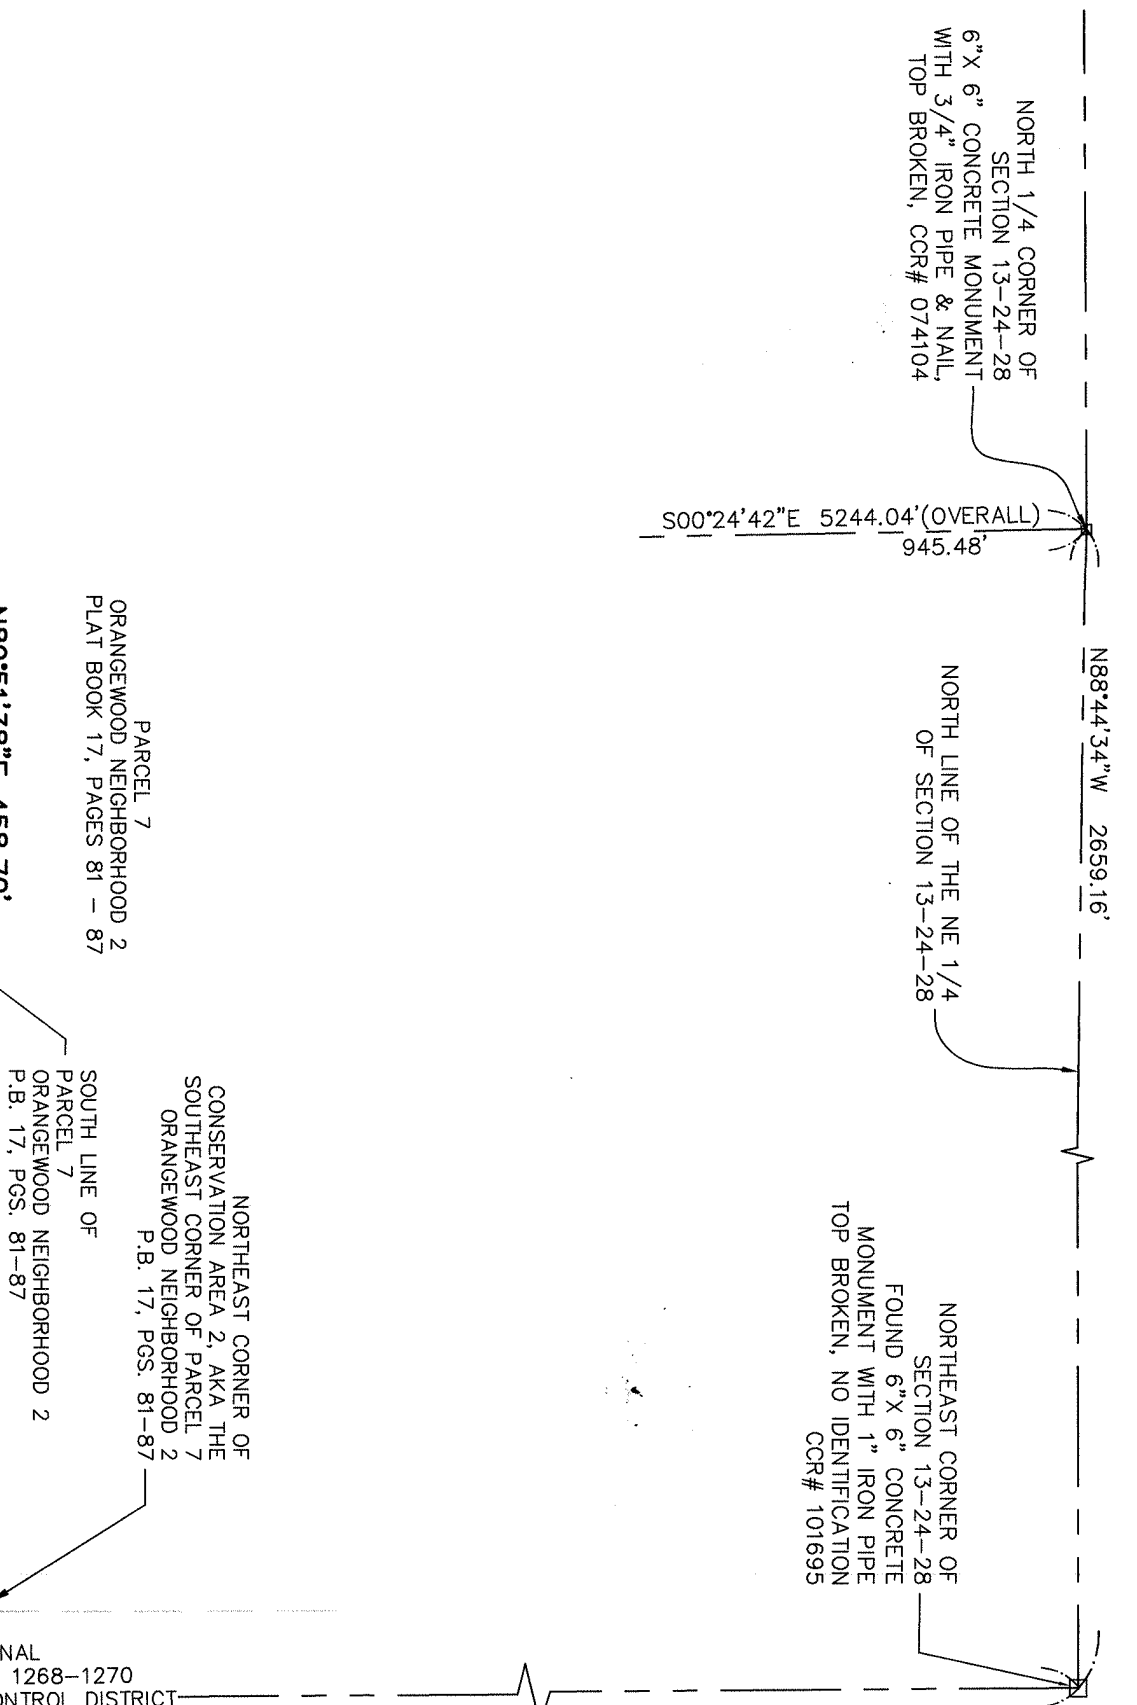 NORTH 1/4 CORNER OF
SECTION 13-24-28
6"X 6" CONCRETE MONUMENT
WITH 3/4" IRON PIPE & NAIL,
TOP BROKEN, CCR# 074104
S00°24'42"E 5244.04'(OVERALL)
945.48'
N88°44'34"W 2659.16'
NORTH LINE OF THE NE 1/4
OF SECTION 13-24-28
NORTHEAST CORNER OF
SECTION 13-24-28
FOUND 6"X 6" CONCRETE
MONUMENT WITH 1" IRON PIPE
TOP BROKEN, NO IDENTIFICATION
CCR# 101695
PARCEL 7
ORANGEWOOD NEIGHBORHOOD 2
PLAT BOOK 17, PAGES 81 - 87
NORTHEAST CORNER OF
CONSERVATION AREA 2, AKA THE
SOUTHEAST CORNER OF PARCEL 7
ORANGEWOOD NEIGHBORHOOD 2
P.B. 17, PGS. 81-87
SOUTH LINE OF
PARCEL 7
ORANGEWOOD NEIGHBORHOOD 2
P.B. 17, PGS. 81-87
NAL
1268-1270
ONTROL DISTRICT